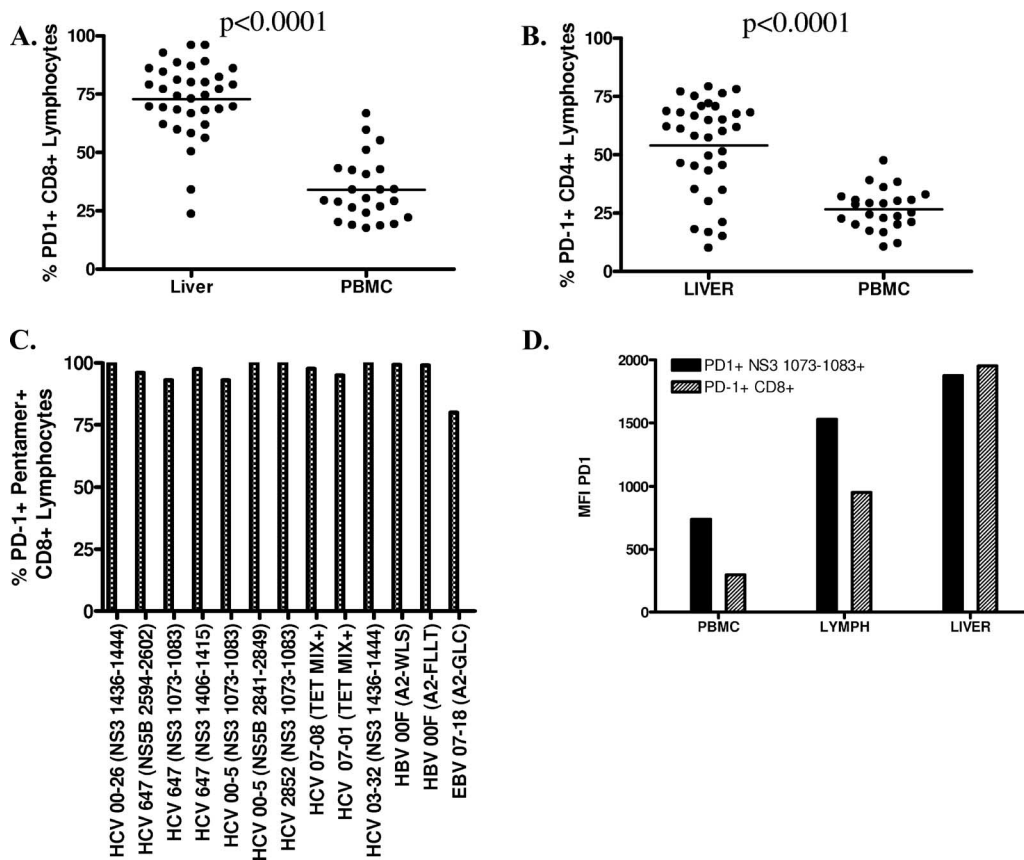 A.
p<0.0001
% PD1+ CD8+ Lymphocytes
100
75
50
25
0
Liver
PBMC
B.
p<0.0001
% PD-1+ CD4+ Lymphocytes
100
75
50
25
0
LIVER
PBMC
C.
% PD-1+ Pentamer+
CD8+ Lymphocytes
100
75
50
25
0
HCV 00-26 (NS3 1436-1444)
HCV 647 (NS5B 2594-2602)
HCV 647 (NS3 1073-1083)
HCV 647 (NS3 1406-1415)
HCV 00-5 (NS3 1073-1083)
HCV 00-5 (NS5B 2841-2849)
HCV 2852 (NS3 1073-1083)
HCV 07-08 (TET MIX+)
HCV 07-01 (TET MIX+)
HCV 03-32 (NS3 1436-1444)
HBV 00F (A2-WLS)
HBV 00F (A2-FLLT)
EBV 07-18 (A2-GLC)
D.
PD1+ NS3 1073-1083+
PD-1+ CD8+
MFI PD1
2000
1500
1000
500
0
PBMC
LYMPH
LIVER